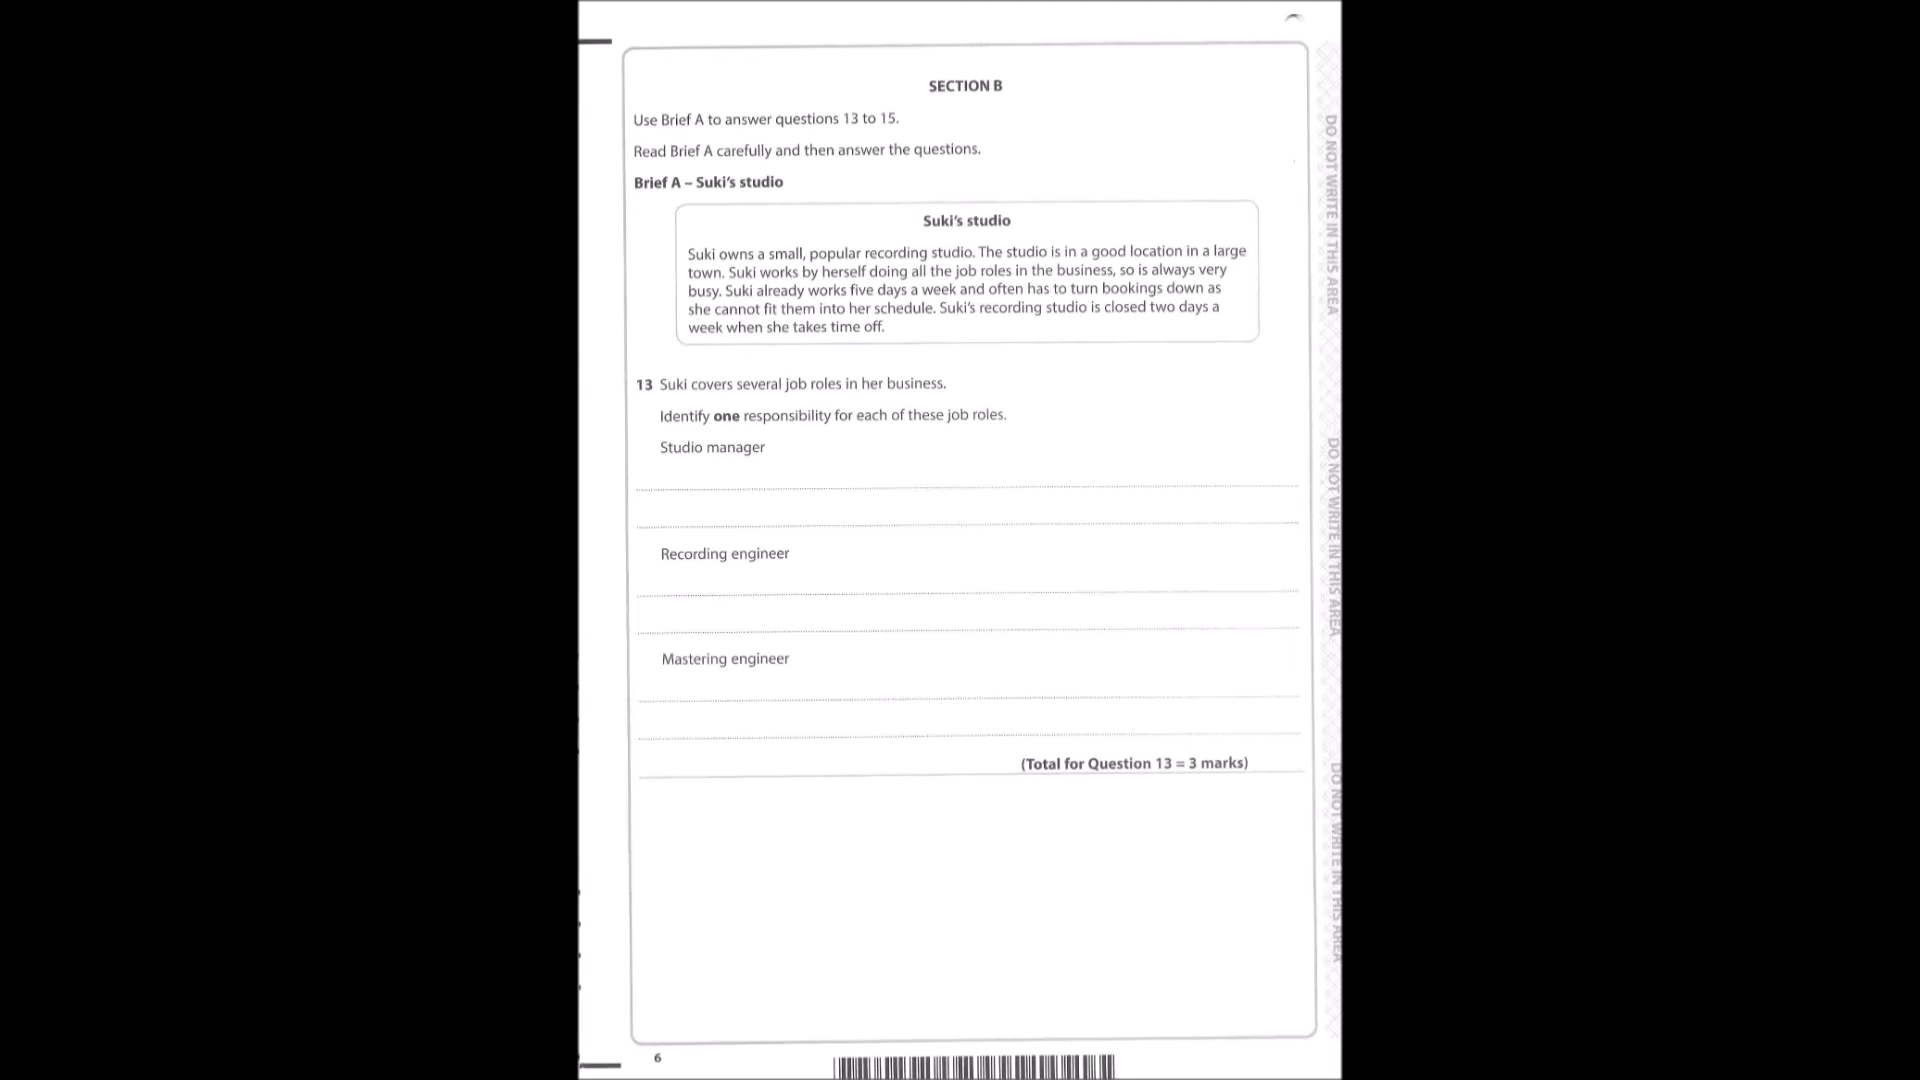 SECTION B
Use Brief A to answer questions 13 to 15.
Read Brief A carefully and then answer the questions.
Brief A – Suki's studio
Suki's studio
Suki owns a small, popular recording studio. The studio is in a good location in a large
town. Suki works by herself doing all the job roles in the business, so is always very
busy. Suki already works five days a week and often has to turn bookings down as
she cannot fit them into her schedule. Suki's recording studio is closed two days a
week when she takes time off.
13 Suki covers several job roles in her business.
Identify one responsibility for each of these job roles.
Studio manager
Recording engineer
Mastering engineer
(Total for Question 13 = 3 marks)
6
DO NOT WRITE IN THIS AREA
DO NOT WRITE IN THIS AREA
DO NOT WRITE IN THIS AREA